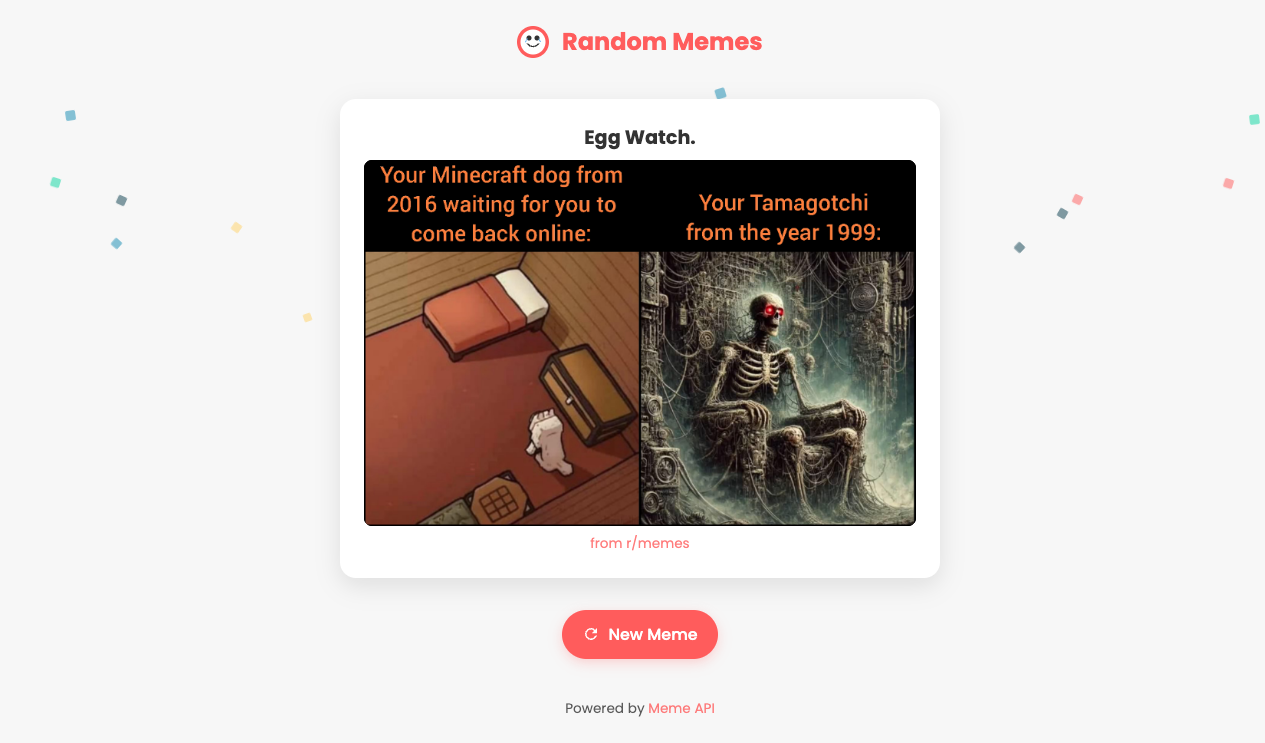 Random Memes
Egg Watch.
Your Minecraft dog from
2016 waiting for you to
come back online:
Your Tamagotchi
from the year 1999:
from r/memes
New Meme
Powered by Meme API